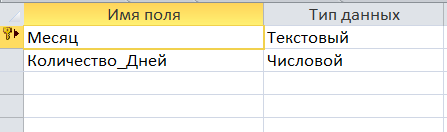 Имя поля Тип данных
Месяц Текстовый
Количество_Дней Числовой